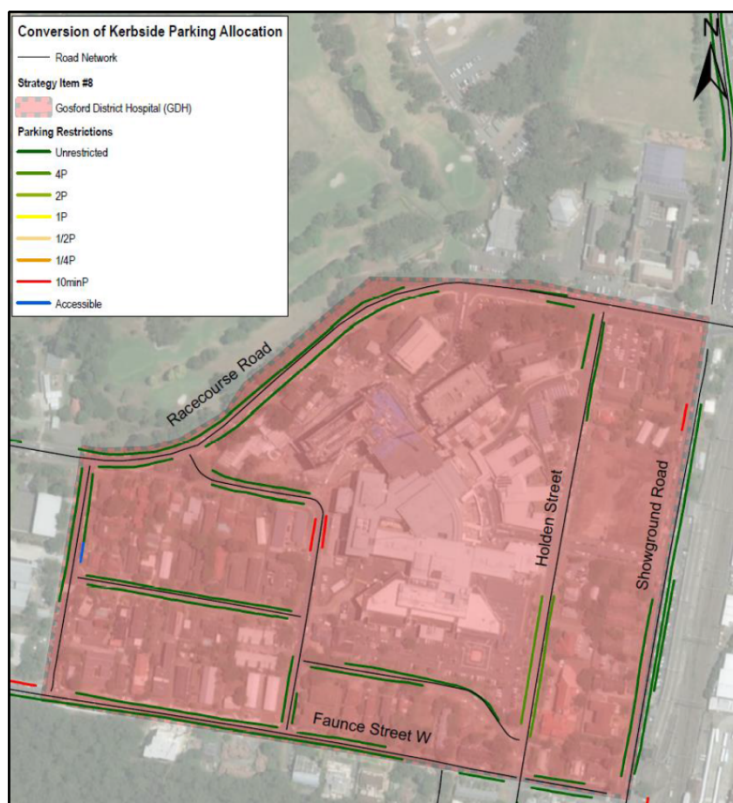 Conversion of Kerbside Parking Allocation
Road Network
Strategy Item #8
Gosford District Hospital (GDH)
Parking Restrictions
Unrestricted
4P
2P
1P
1/2P
1/4P
10minP
Accessible
N
Racecourse Road
Holden Street
Showground Road
Faunce Street W